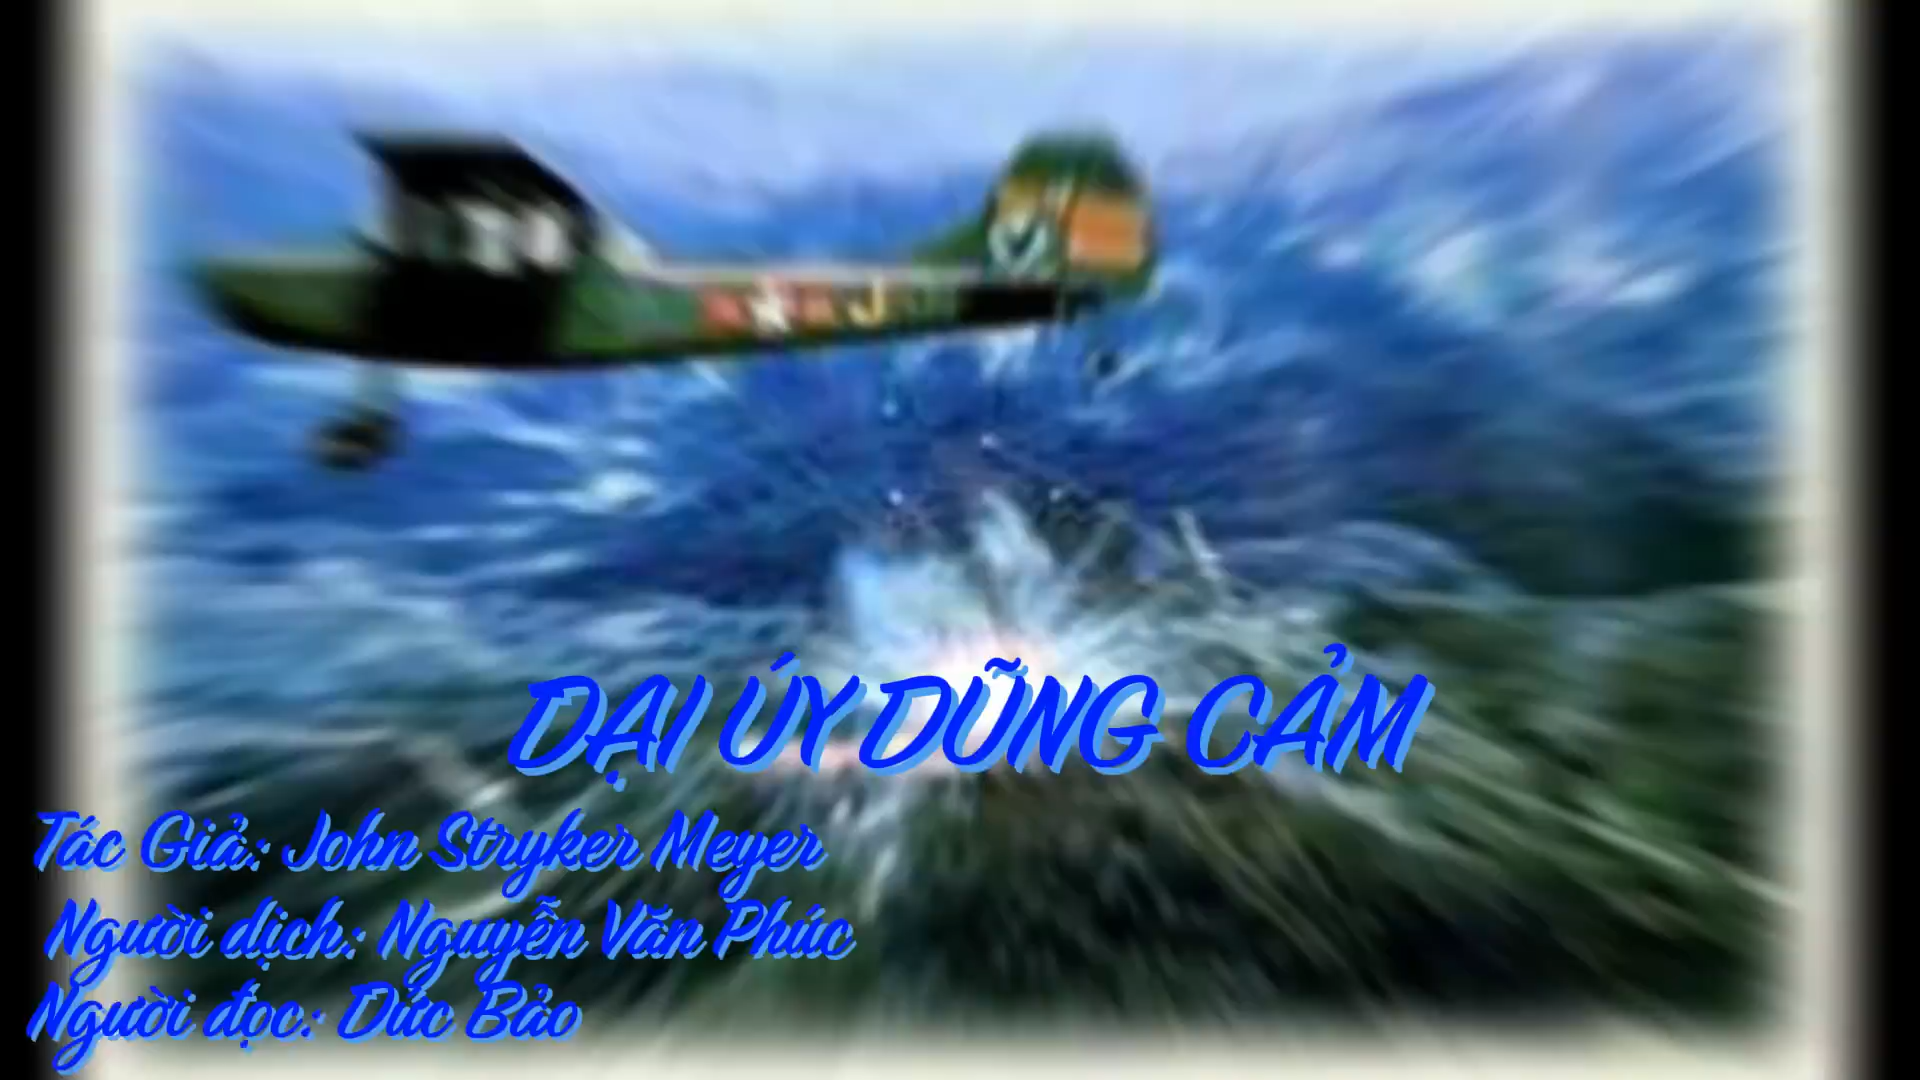 ĐẠI ÚY DŨNG CẢM
Tác Giả: John Stryker Meyer
Người dịch: Nguyễn Văn Phúc
Người đọc: Đức Bảo